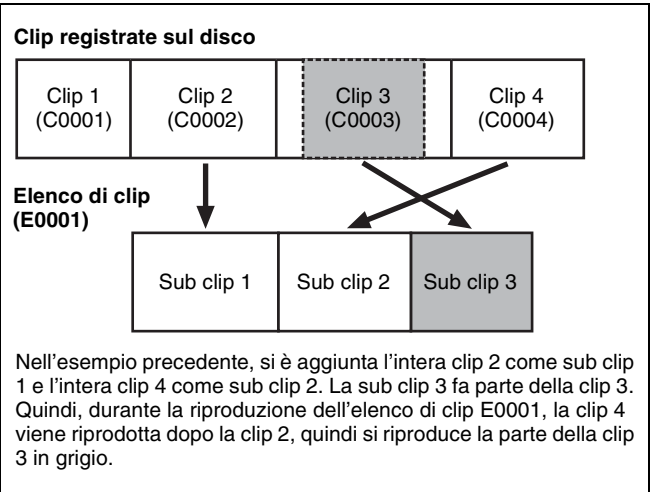 Clip registrate sul disco
Clip 1 Clip 2 Clip 3 Clip 4
(C0001) (C0002) (C0003) (C0004)
Elenco di clip
(E0001)
Sub clip 1 Sub clip 2 Sub clip 3
Nell'esempio precedente, si è aggiunta l'intera clip 2 come sub clip
1 e l'intera clip 4 come sub clip 2. La sub clip 3 fa parte della clip 3.
Quindi, durante la riproduzione dell'elenco di clip E0001, la clip 4
viene riprodotta dopo la clip 2, quindi si riproduce la parte della clip
3 in grigio.